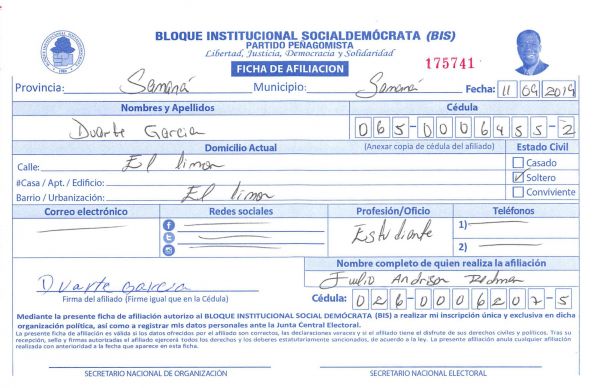 BLOQUE INSTITUCIONAL SOCIALDEMÓCRATA (BIS)
PARTIDO PEÑAGOMISTA
Libertad, Justicia, Democracia y Solidaridad
FICHA DE AFILIACION
175741
Provincia: Samaná Municipio: Samaná Fecha: 11 09 2019
Nombres y Apellidos Cédula
Duarte Garcia 065-0006455-2
Domicilio Actual (Anexar copia de cédula del afiliado) Estado Civil
Calle: El limon Casado
#Casa / Apt. / Edificio: Soltero
Barrio / Urbanización: El limon Conviviente
Correo electrónico Redes sociales Profesión/Oficio Teléfonos
Estudiante 1)
2)
Nombre completo de quien realiza la afiliación
Duarte Garcia Julio Andrison
Firma del afiliado (Firme igual que en la Cédula) Cédula: 026-0006207-5
Mediante la presente ficha de afiliación autorizo al BLOQUE INSTITUCIONAL SOCIAL DEMÓCRATA (BIS) a realizar mi inscripción única y exclusiva en dicha
organización política, así como a registrar mis datos personales ante la Junta Central Electoral.
La presente ficha de afiliación es válida si los datos ofrecidos por el afiliado son correctos, las declaraciones veraces y si el afiliado tiene el disfrute de sus derechos civiles y políticos. Tras su
recepción, sello y firmas autorizadas el afiliado ejercerá todos los derechos y los deberes estatutariamente sancionados, de acuerdo a la ley. La presente afiliación anula cualquier afiliación
realizada con anterioridad a la fecha que aparece en esta ficha.
SECRETARIO NACIONAL DE ORGANIZACIÓN SECRETARIO NACIONAL ELECTORAL